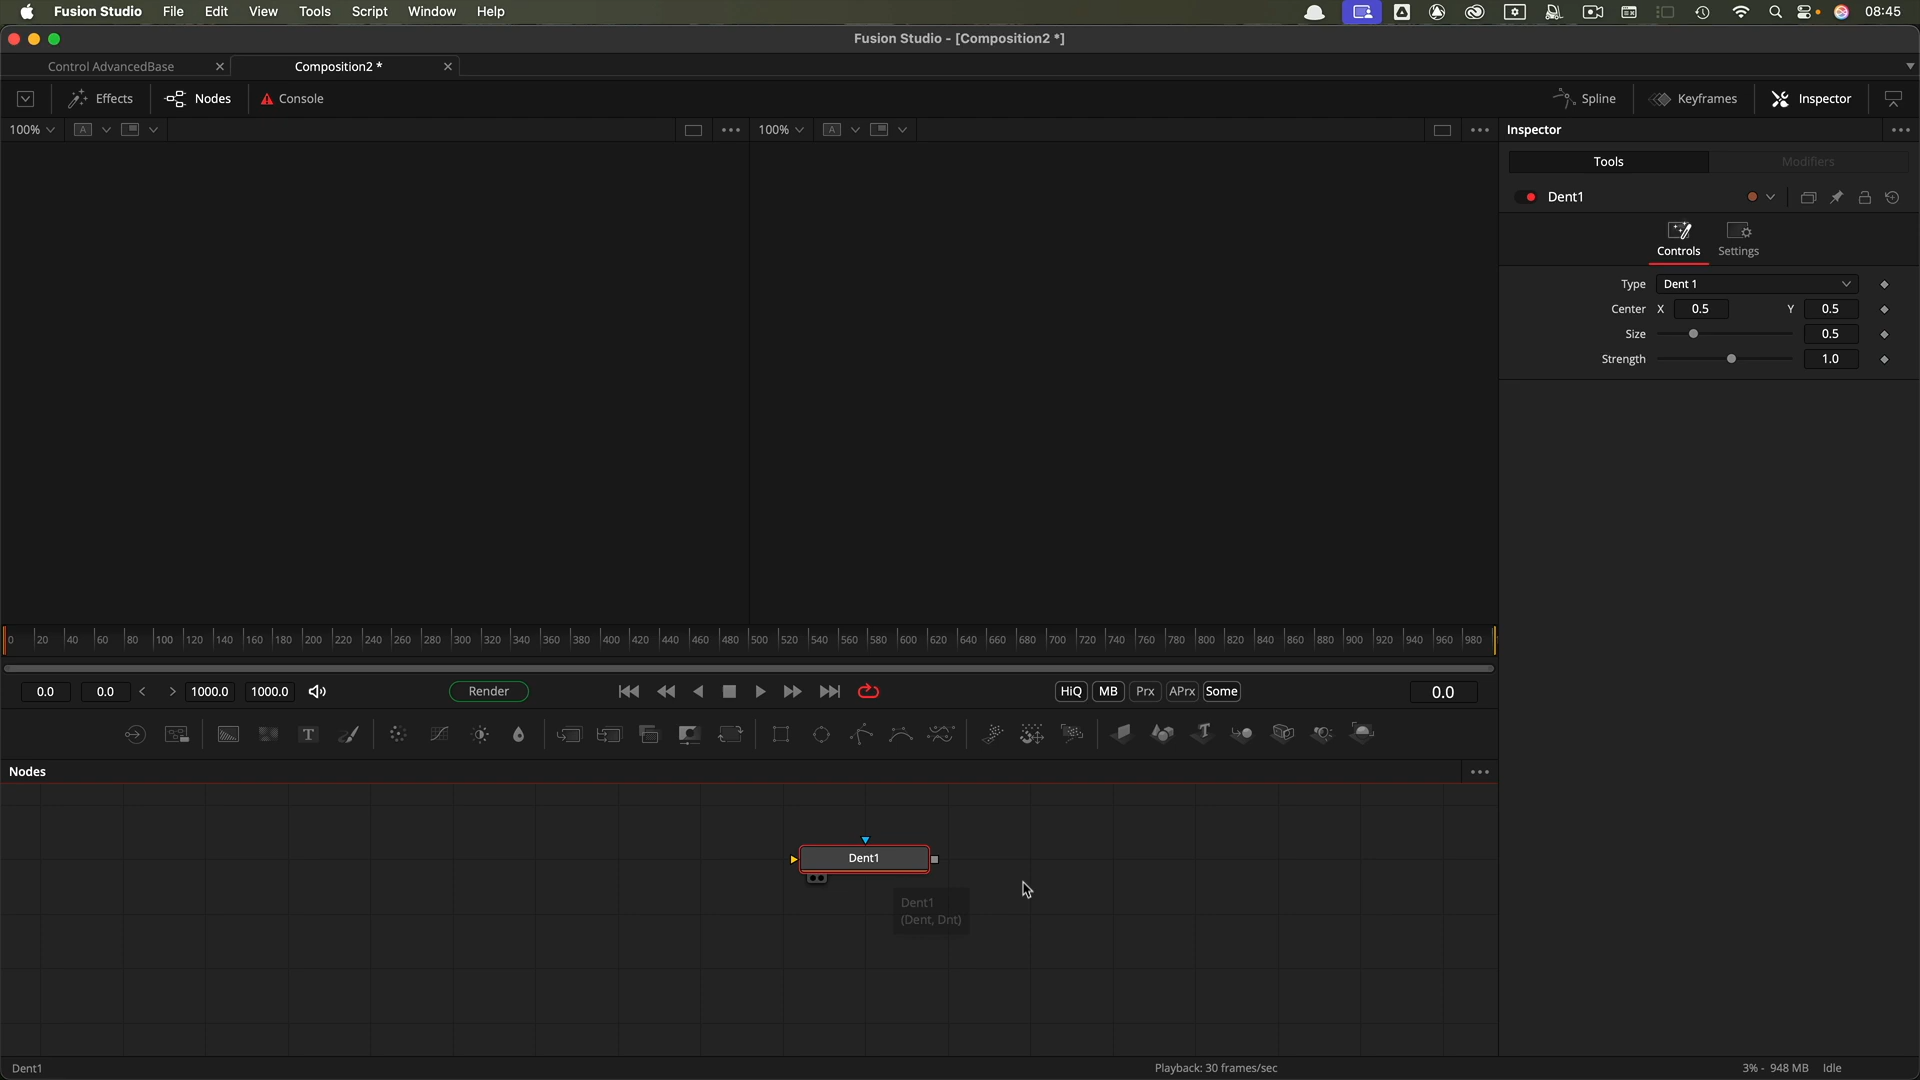 Fusion Studio File Edit View Tools Script Window Help 08:45
Fusion Studio - [Composition2 *]
Control AdvancedBase Composition2 *
Effects Nodes Console Spline Keyframes Inspector
100% A 100% A Inspector
Tools Modifiers
Dent1
Controls Settings
Type Dent 1
Center X 0.5 Y 0.5
Size 0.5
Strength 1.0
0 20 40 60 80 100 120 140 160 180 200 220 240 260 280 300 320 340 360 380 400 420 440 460 480 500 520 540 560 580 600 620 640 660 680 700 720 740 760 780 800 820 840 860 880 900 920 940 960 980
0.0 0.0 < > 1000.0 1000.0 Render HiQ MB Prx APrx Some 0.0
T T
Nodes
Dent1
Dent1
(Dent, Dnt)
Dent1 Playback: 30 frames/sec 3% - 948 MB Idle